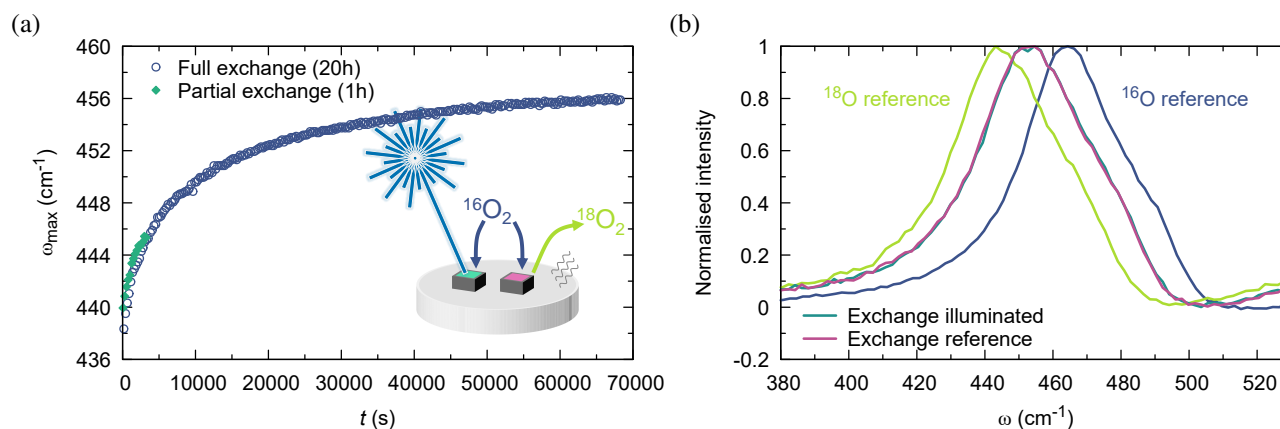 (a)
460
456
452
448
444
440
436
ω_max (cm⁻¹)
Full exchange (20h)
Partial exchange (1h)
¹⁶O₂
¹⁸O₂
0 10000 20000 30000 40000 50000 60000 70000
t (s)
(b)
1
0.8
0.6
0.4
0.2
0
-0.2
Normalised intensity
¹⁸O reference
¹⁶O reference
Exchange illuminated
Exchange reference
380 400 420 440 460 480 500 520
ω (cm⁻¹)